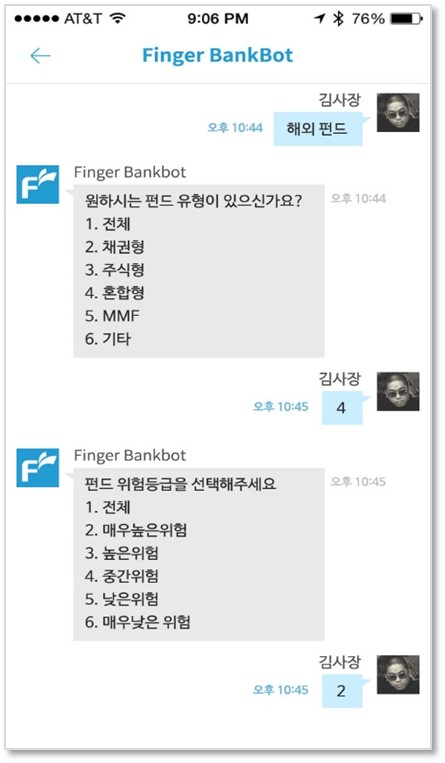 AT&T 9:06 PM 76%
Finger BankBot
김사장
오후 10:44 해외 펀드
Finger Bankbot
원하시는 펀드 유형이 있으신가요? 오후 10:44
1. 전체
2. 채권형
3. 주식형
4. 혼합형
5. MMF
6. 기타
김사장
오후 10:45 4
Finger Bankbot
펀드 위험등급을 선택해주세요 오후 10:45
1. 전체
2. 매우높은위험
3. 높은위험
4. 중간위험
5. 낮은위험
6. 매우낮은 위험
김사장
오후 10:45 2